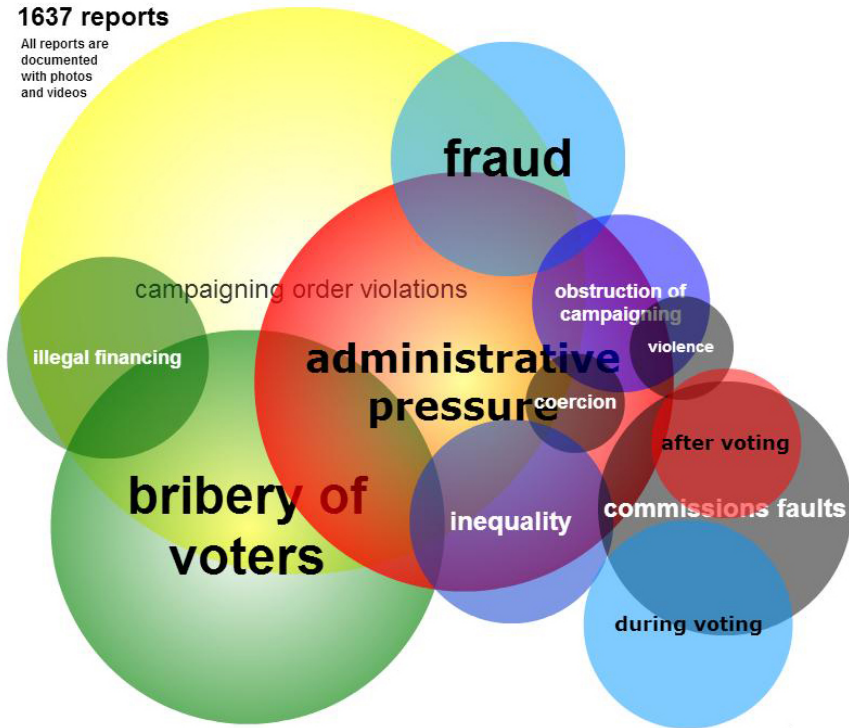 1637 reports
All reports are
documented
with photos
and videos
fraud
campaigning order violations
obstruction of
campaigning
violence
illegal financing
administrative
pressure
coercion
after voting
bribery of
voters
inequality
commissions faults
during voting